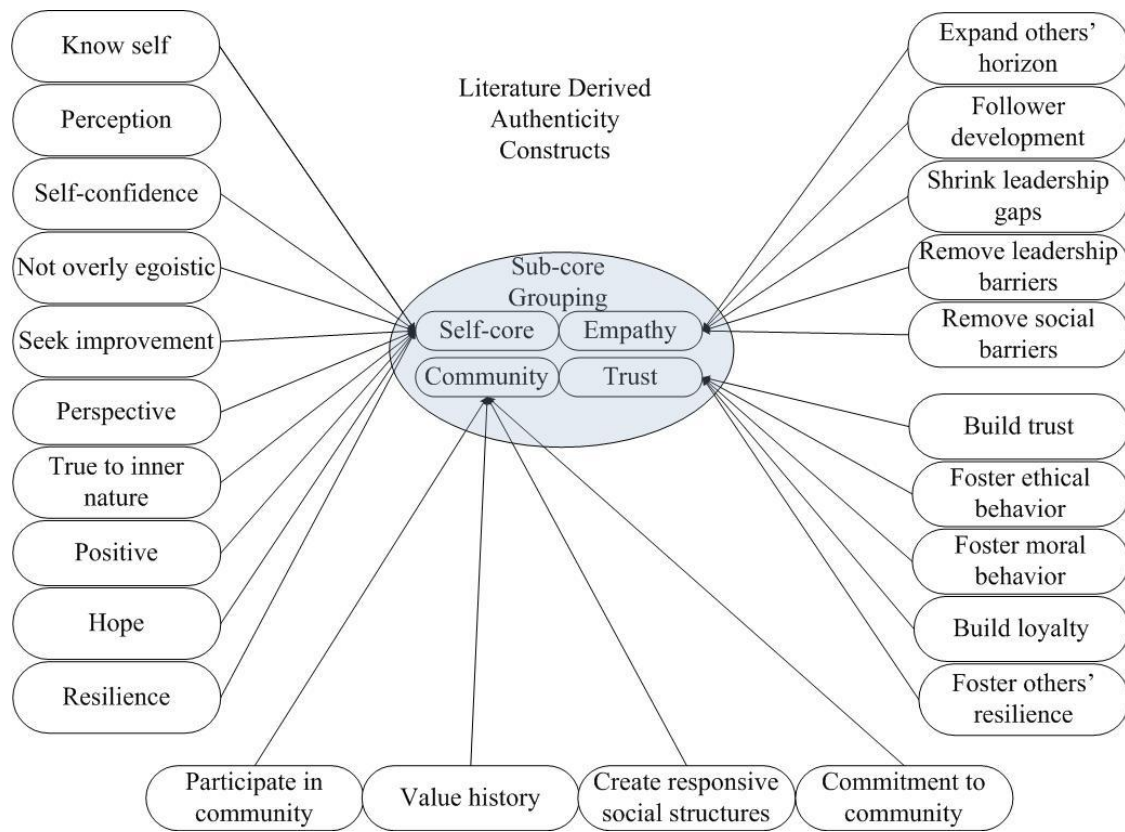 Know self
Perception
Self-confidence
Not overly egoistic
Seek improvement
Perspective
True to inner
nature
Positive
Hope
Resilience
Literature Derived
Authenticity
Constructs
Sub-core
Grouping
Self-core
Empathy
Community
Trust
Expand others’
horizon
Follower
development
Shrink leadership
gaps
Remove leadership
barriers
Remove social
barriers
Build trust
Foster ethical
behavior
Foster moral
behavior
Build loyalty
Foster others’
resilience
Participate in
community
Value history
Create responsive
social structures
Commitment to
community